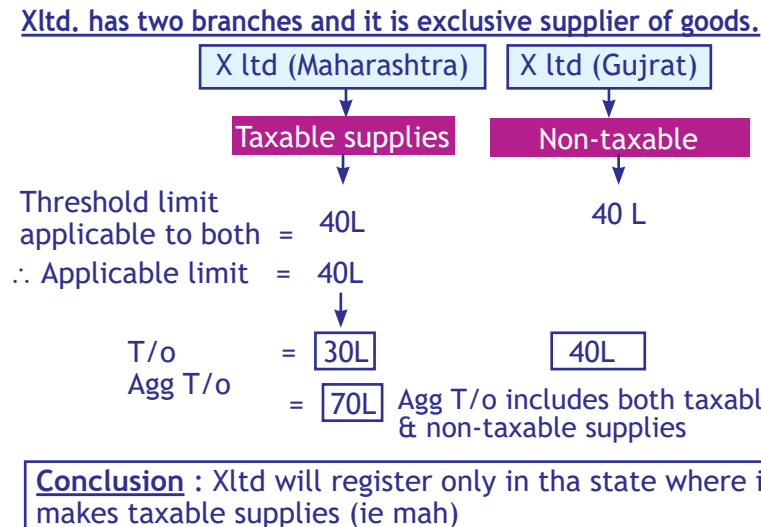 Xltd. has two branches and it is exclusive supplier of goods.
X ltd (Maharashtra) X ltd (Gujrat)
Taxable supplies Non-taxable
Threshold limit
applicable to both = 40L 40 L
∴ Applicable limit = 40L
T/o = 30L 40L
Agg T/o
= 70L Agg T/o includes both taxabl
& non-taxable supplies
Conclusion : Xltd will register only in tha state where i
makes taxable supplies (ie mah)